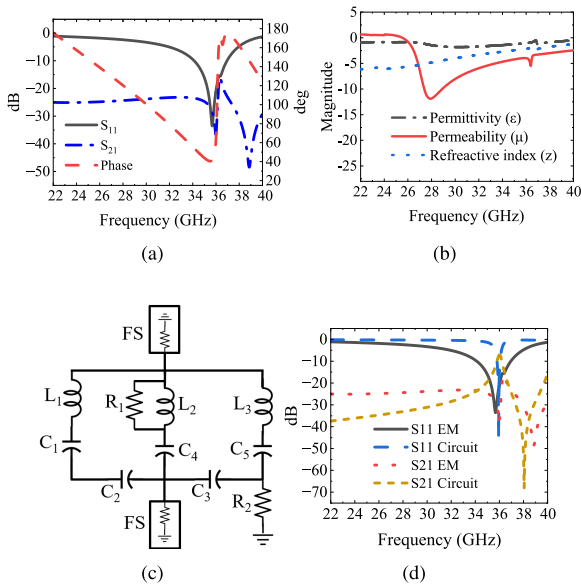 0
-10
-20
-30
-40
-50
dB
180
160
140
120
100
80
60
40
20
0
deg
S11
S21
Phase
22 24 26 28 30 32 34 36 38 40
Frequency (GHz)
(a)
5
0
-5
-10
-15
-20
-25
Magnitude
Permittivity (ε)
Permeability (μ)
Refreactive index (z)
22 24 26 28 30 32 34 36 38 40
Frequency (GHz)
(b)
FS
L1
R1
L2
L3
C1
C4
C5
C2
C3
R2
FS
(c)
0
-10
-20
-30
-40
-50
-60
-70
dB
S11 EM
S11 Circuit
S21 EM
S21 Circuit
22 24 26 28 30 32 34 36 38 40
Frequency (GHz)
(d)